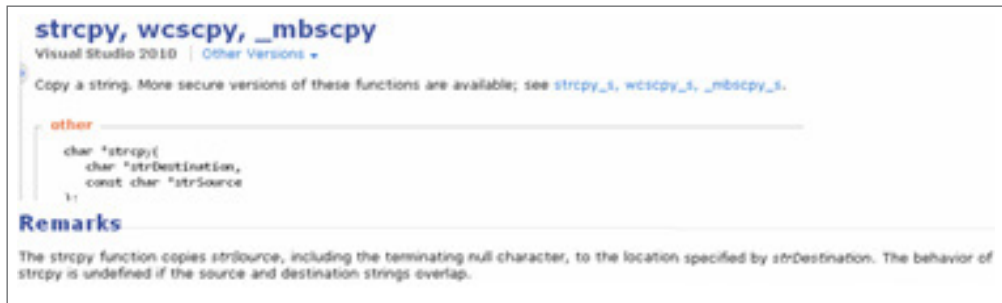 strcpy, wcscpy, _mbscpy
Visual Studio 2010 | Other Versions
Copy a string. More secure versions of these functions are available; see strcpy_s, wcscpy_s, _mbscpy_s.
other
char *strcpy(
char *strDestination,
const char *strSource
);
Remarks
The strcpy function copies strSource, including the terminating null character, to the location specified by strDestination. The behavior of
strcpy is undefined if the source and destination strings overlap.